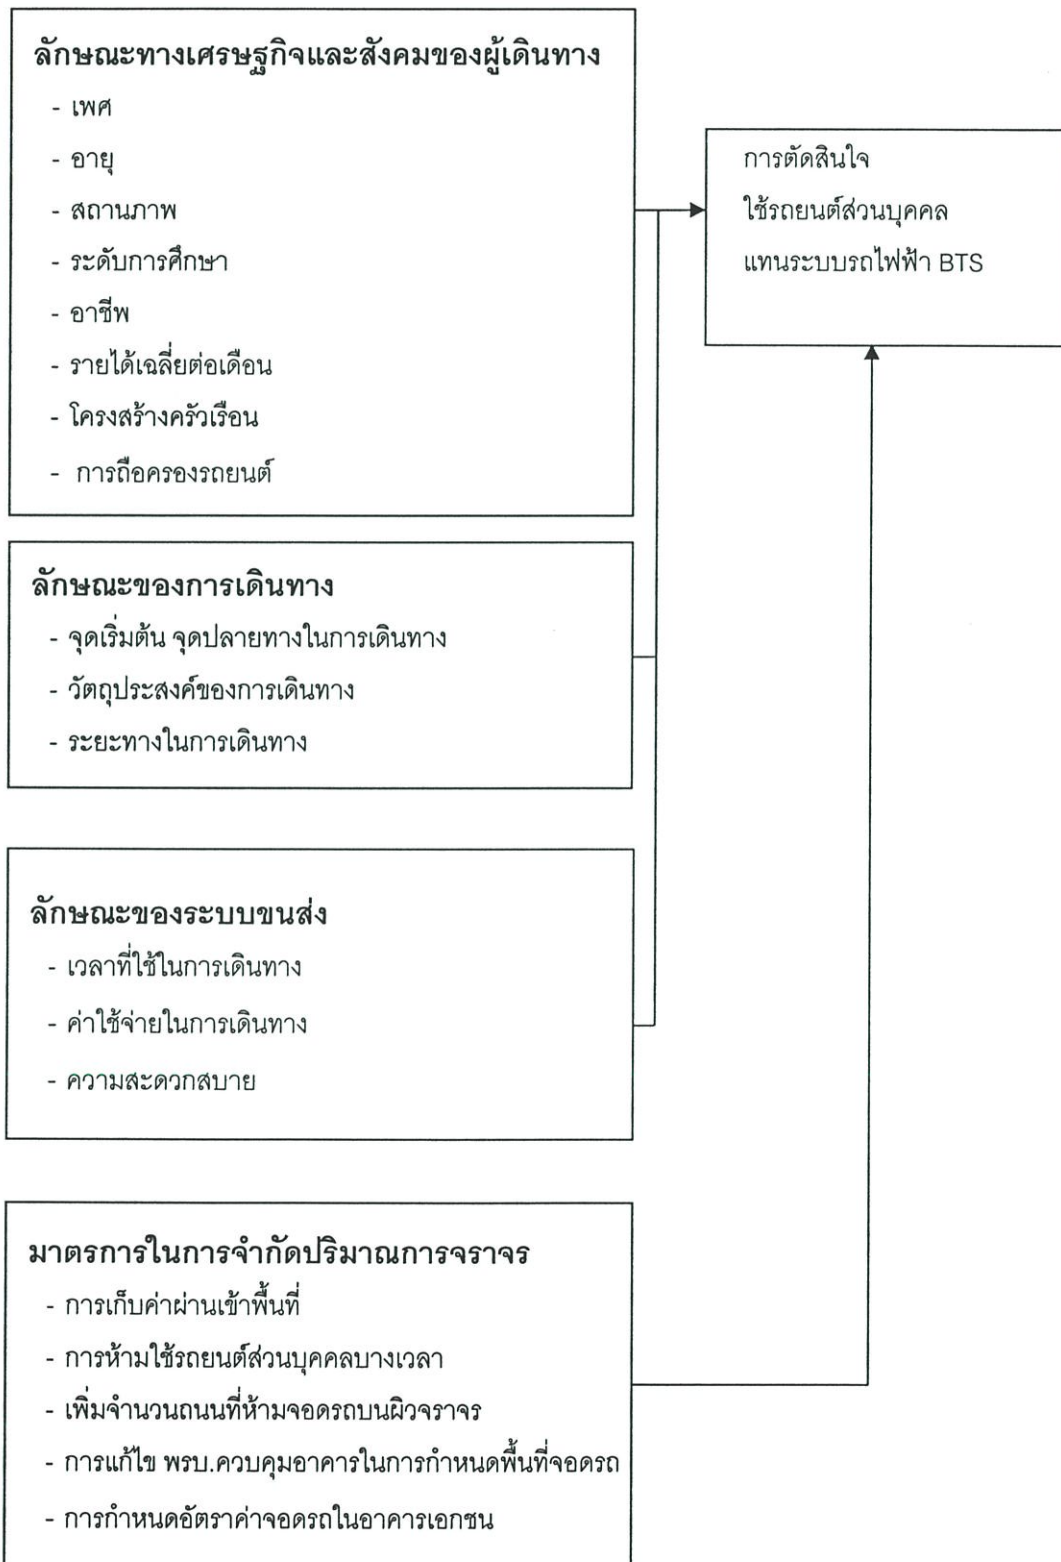 ลักษณะทางเศรษฐกิจและสังคมของผู้เดินทาง
- เพศ
- อายุ
- สถานภาพ
- ระดับการศึกษา
- อาชีพ
- รายได้เฉลี่ยต่อเดือน
- โครงสร้างครัวเรือน
- การถือครองรถยนต์
การตัดสินใจ
ใช้รถยนต์ส่วนบุคคล
แทนระบบรถไฟฟ้า BTS
ลักษณะของการเดินทาง
- จุดเริ่มต้น จุดปลายทางในการเดินทาง
- วัตถุประสงค์ของการเดินทาง
- ระยะทางในการเดินทาง
ลักษณะของระบบขนส่ง
- เวลาที่ใช้ในการเดินทาง
- ค่าใช้จ่ายในการเดินทาง
- ความสะดวกสบาย
มาตรการในการจำกัดปริมาณการจราจร
- การเก็บค่าผ่านเข้าพื้นที่
- การห้ามใช้รถยนต์ส่วนบุคคลบางเวลา
- เพิ่มจำนวนถนนที่ห้ามจอดรถบนผิวจราจร
- การแก้ไข พรบ.ควบคุมอาคารในการกำหนดพื้นที่จอดรถ
- การกำหนดอัตราค่าจอดรถในอาคารเอกชน